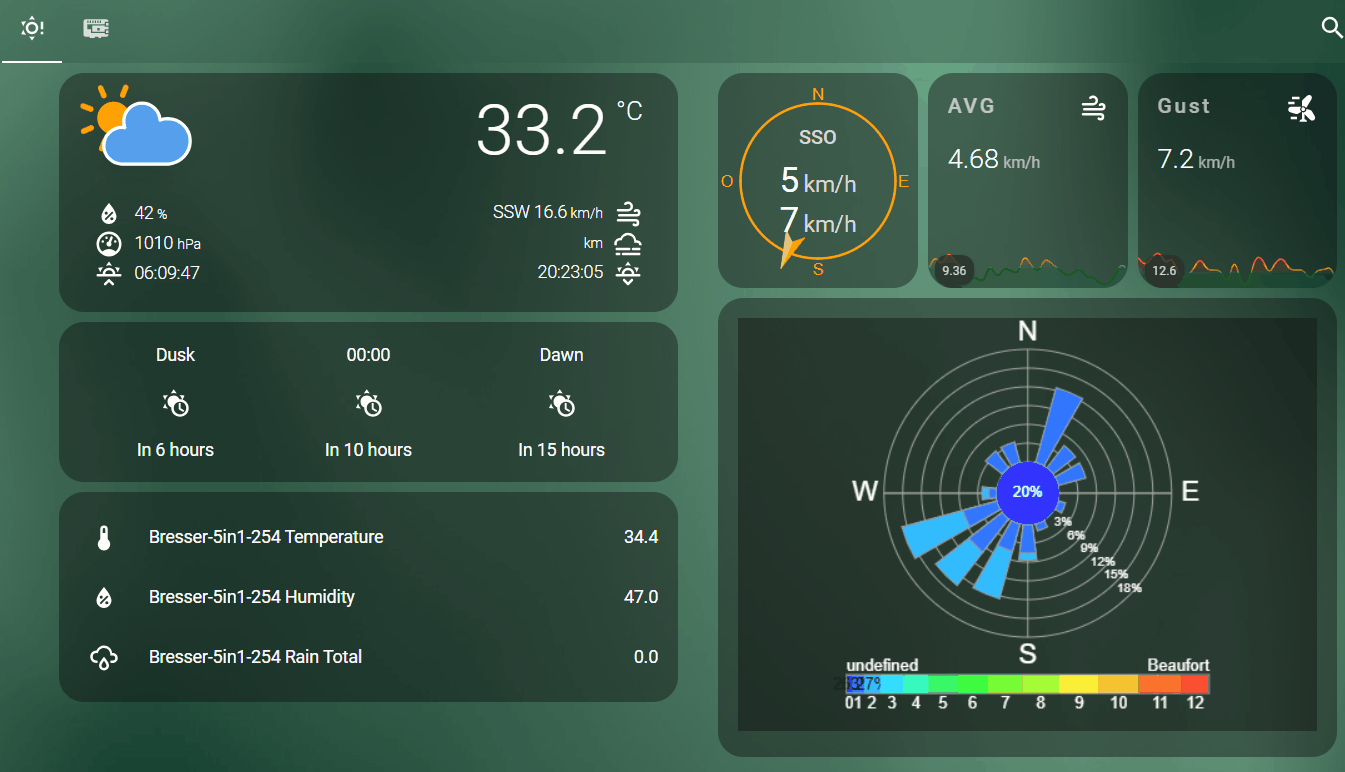 33.2 °C
42 %
SSW 16.6 km/h
1010 hPa
km
06:09:47
20:23:05
Dusk
00:00
Dawn
In 6 hours
In 10 hours
In 15 hours
Bresser-5in1-254 Temperature
34.4
Bresser-5in1-254 Humidity
47.0
Bresser-5in1-254 Rain Total
0.0
N
SSO
O
E
5 km/h
7 km/h
S
AVG
4.68 km/h
9.36
Gust
7.2 km/h
12.6
N
W
E
20%
3%
6%
9%
12%
15%
18%
S
undefined
Beaufort
0 1 2 3 4 5 6 7 8 9 10 11 12